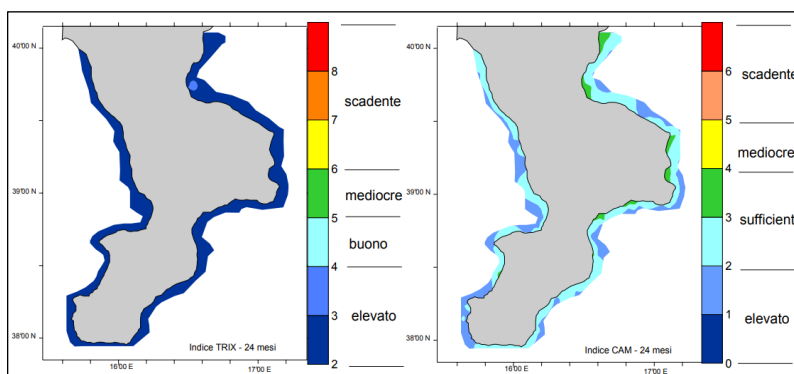 40°00' N
39°00' N
38°00' N
16°00' E
17°00' E
Indice TRIX - 24 mesi
8
7
6
5
4
3
2
scadente
mediocre
buono
elevato
40°00' N
39°00' N
38°00' N
16°00' E
17°00' E
Indice CAM - 24 mesi
6
5
4
3
2
1
0
scadente
mediocre
sufficient
elevato